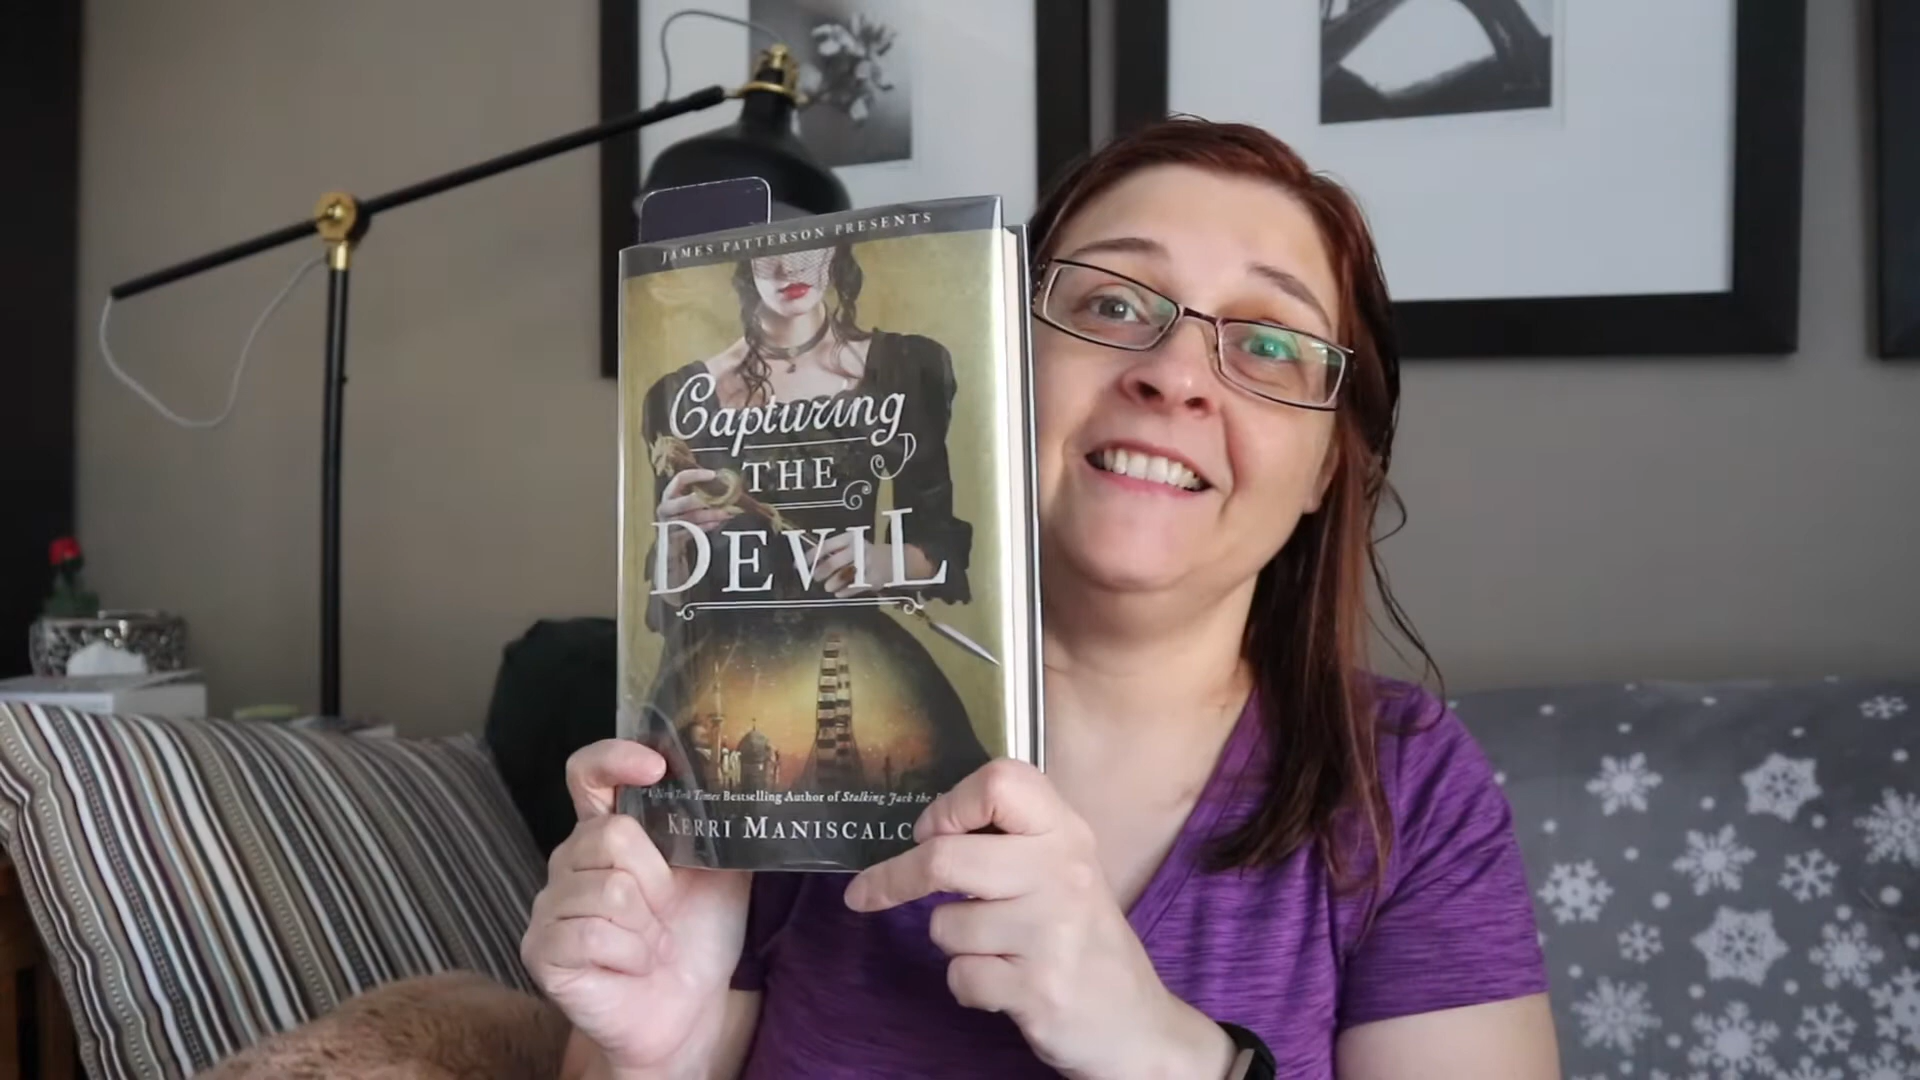 JAMES PATTERSON PRESENTS
Capturing
THE
DEVIL
New York Times Bestselling Author of Stalking Jack the
KERRI MANISCALC